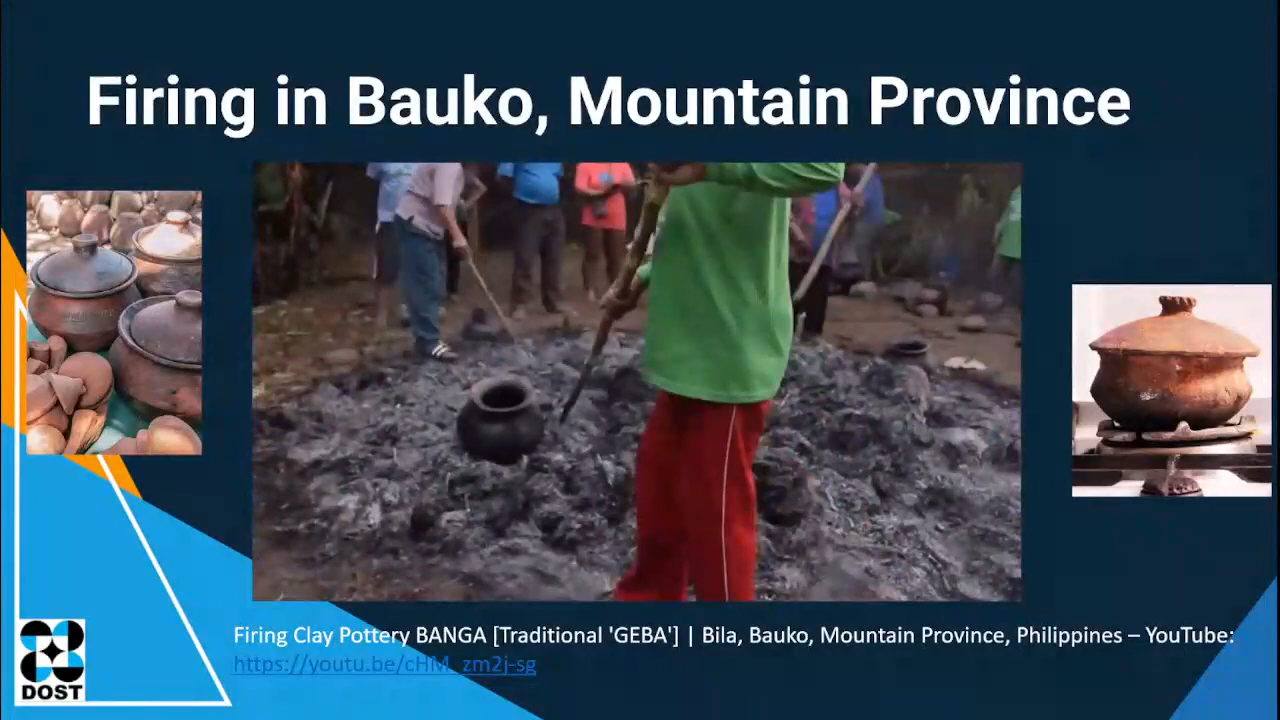 Firing in Bauko, Mountain Province
Firing Clay Pottery BANGA [Traditional 'GEBA'] | Bila, Bauko, Mountain Province, Philippines – YouTube:
https://youtu.be/cHM_zm2j-sg
DOST